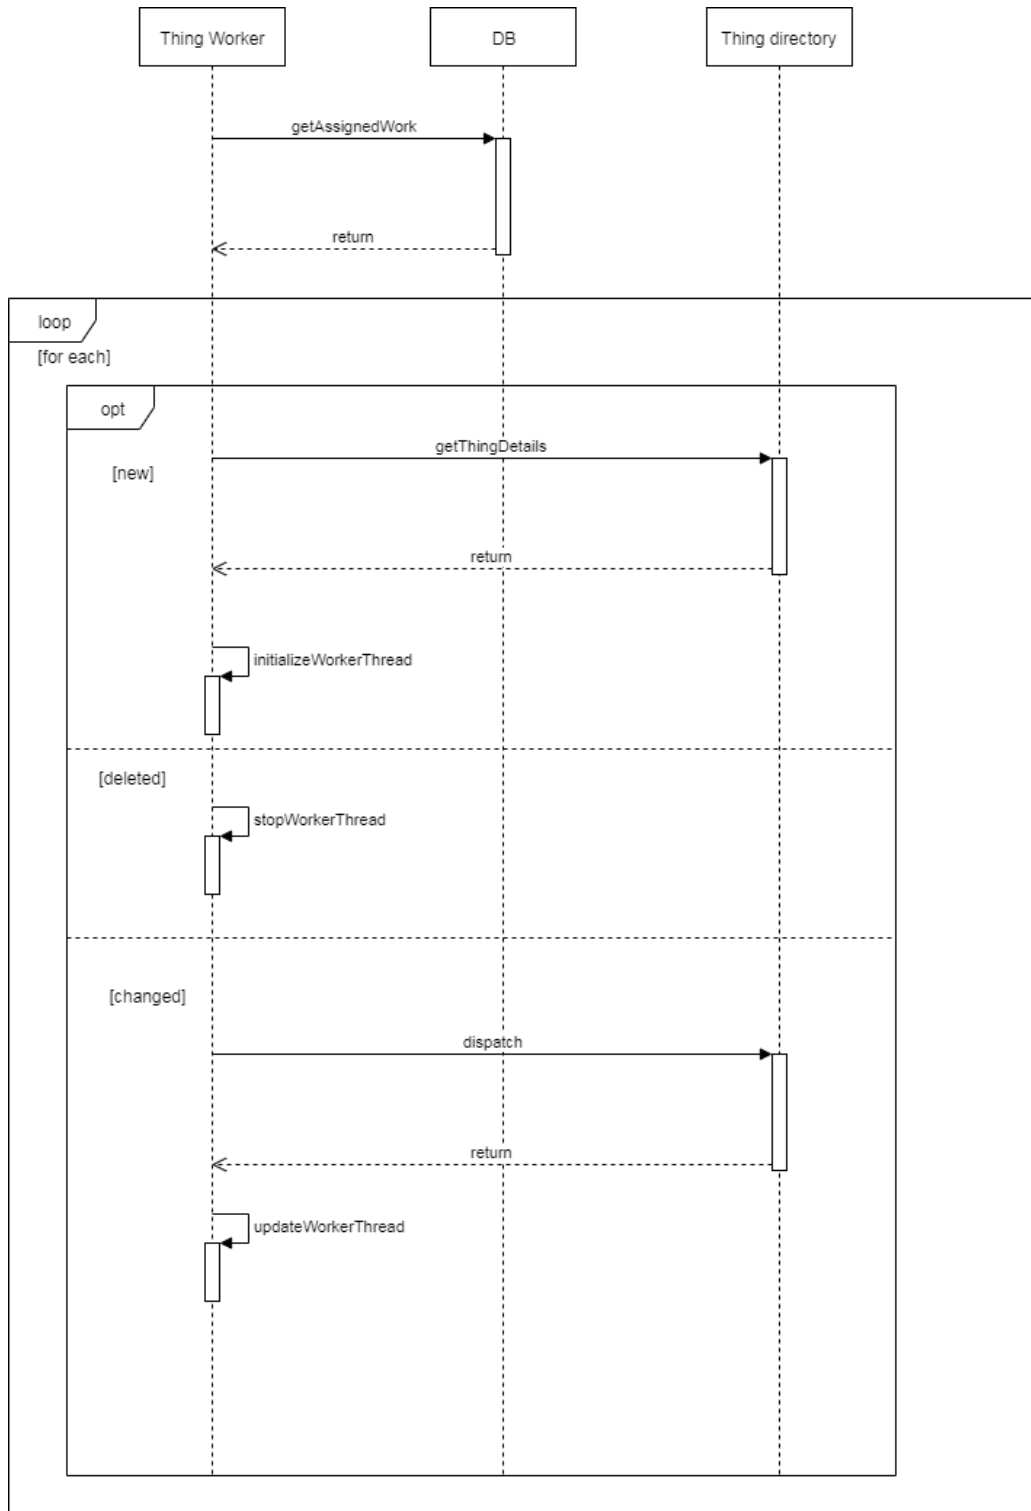 Thing Worker
DB
Thing directory
getAssignedWork
return
loop
[for each]
opt
getThingDetails
[new]
return
initializeWorkerThread
[deleted]
stopWorkerThread
[changed]
dispatch
return
updateWorkerThread